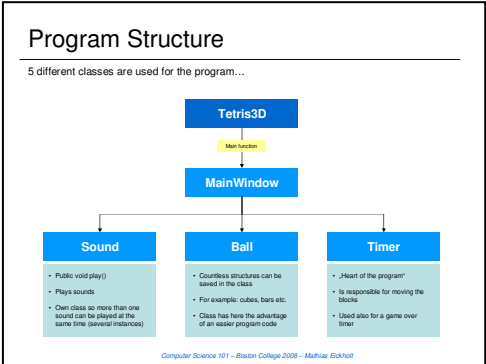 Program Structure
5 different classes are used for the program…
Tetris3D
Main function
MainWindow
Sound
• Public void play()
• Plays sounds
• Own class so more than one
sound can be played at the
same time (several instances)
Ball
• Countless structures can be
saved in the class
• For example: cubes, bars etc.
• Class has here the advantage
of an easier program code
Timer
• „Heart of the program“
• Is responsible for moving the
blocks
• Used also for a game over
timer
Computer Science 101 – Boston College 2008 – Mathias Eickholt